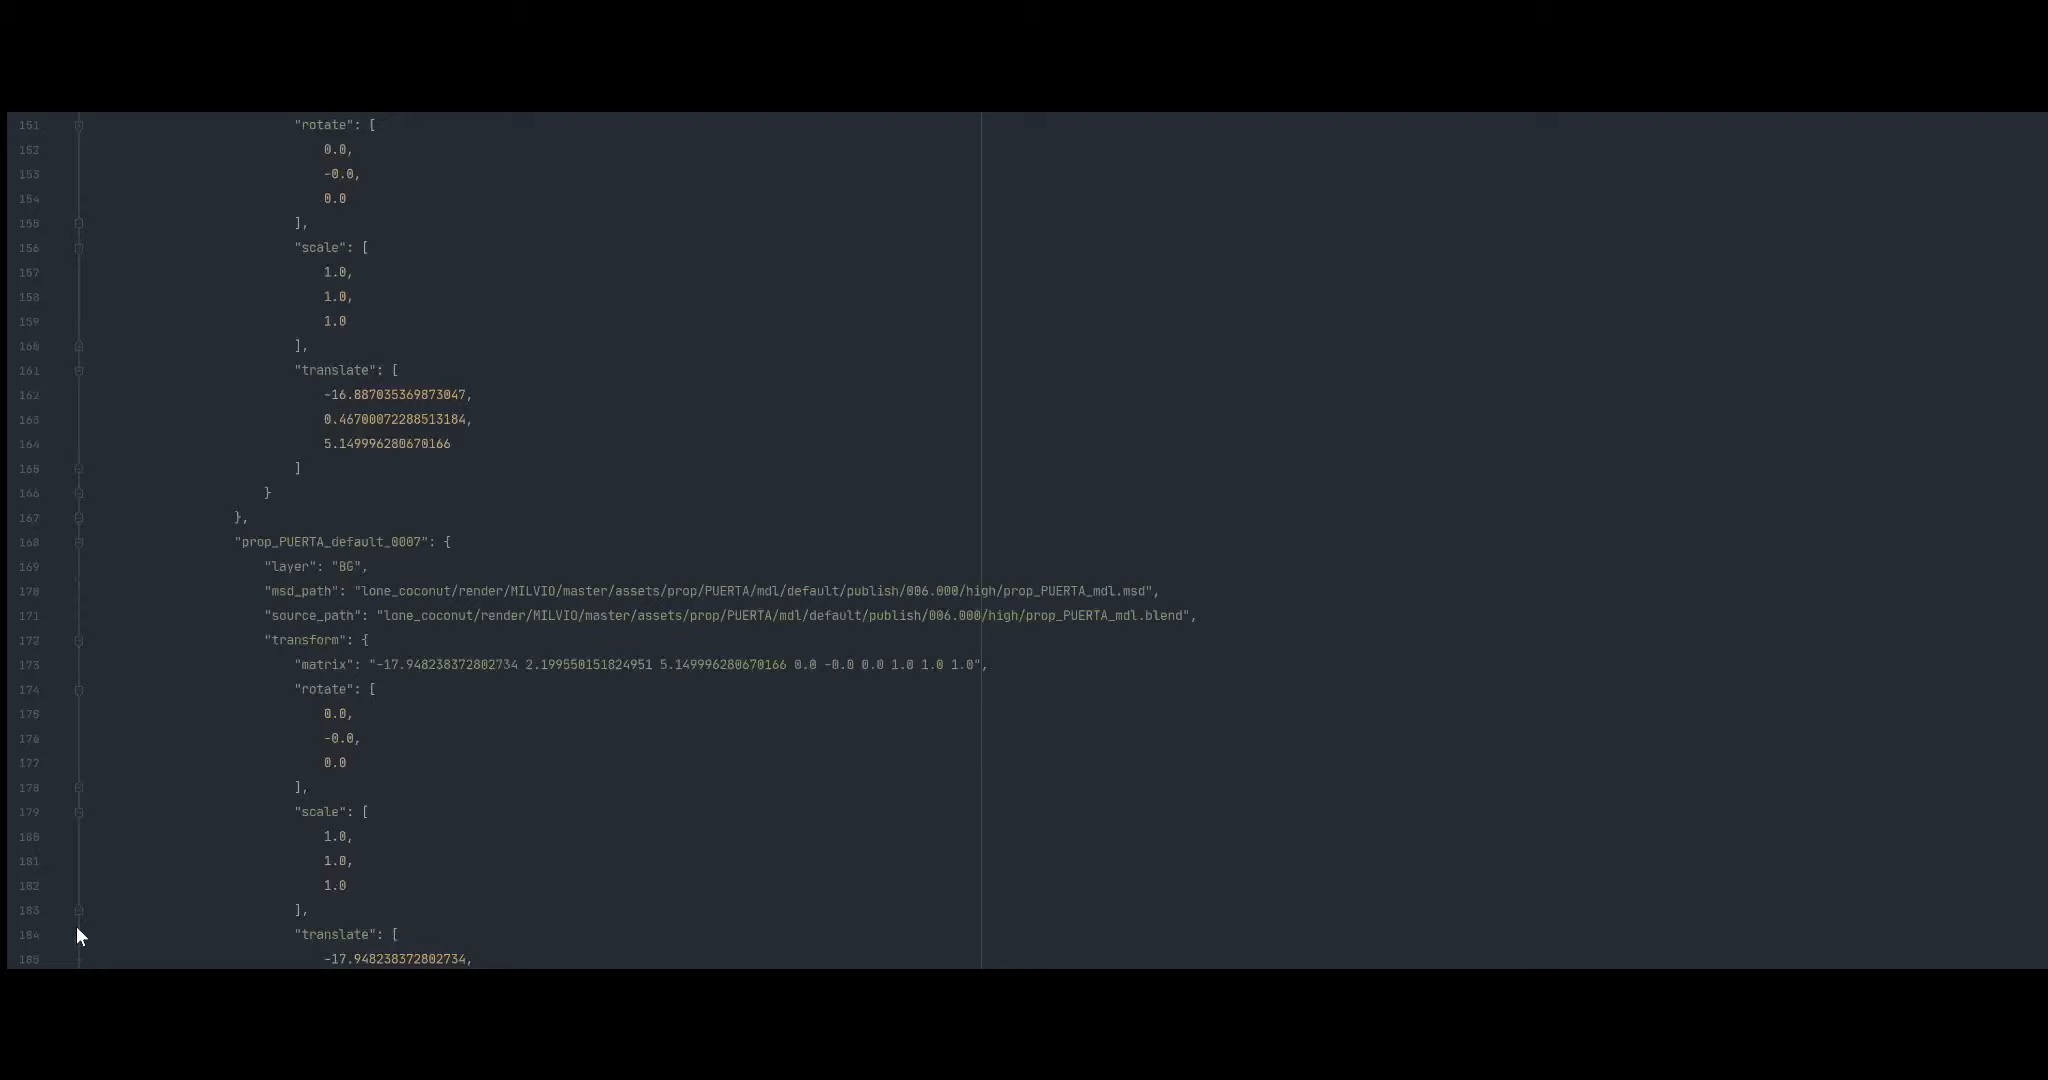 151 "rotate": [
152 0.0,
153 -0.0,
154 0.0
155 ],
156 "scale": [
157 1.0,
158 1.0,
159 1.0
160 ],
161 "translate": [
162 -16.887035369873047,
163 0.46700072288513184,
164 5.149996280670166
165 ]
166 }
167 },
168 "prop_PUERTA_default_0007": {
169 "layer": "BG",
170 "msd_path": "lone_coconut/render/MILVIO/master/assets/prop/PUERTA/mdl/default/publish/006.000/high/prop_PUERTA_mdl.msd",
171 "source_path": "lone_coconut/render/MILVIO/master/assets/prop/PUERTA/mdl/default/publish/006.000/high/prop_PUERTA_mdl.blend",
172 "transform": {
173 "matrix": "-17.948238372802734 2.199550151824951 5.149996280670166 0.0 -0.0 0.0 1.0 1.0 1.0",
174 "rotate": [
175 0.0,
176 -0.0,
177 0.0
178 ],
179 "scale": [
180 1.0,
181 1.0,
182 1.0
183 ],
184 "translate": [
185 -17.948238372802734,